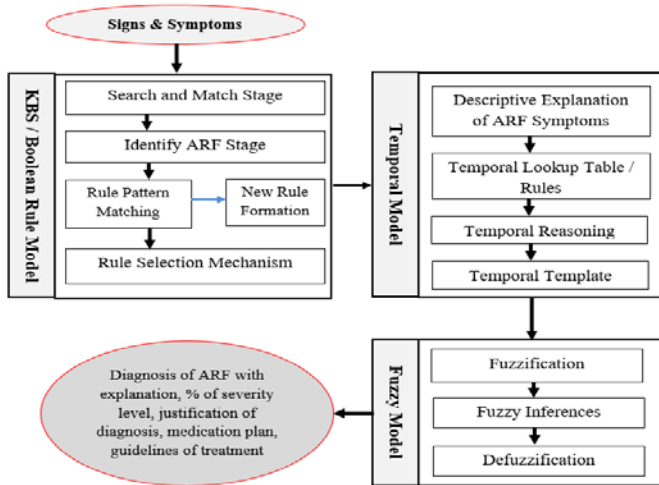 Signs & Symptoms
KBS / Boolean Rule Model
Search and Match Stage
Identify ARF Stage
Rule Pattern
Matching
New Rule
Formation
Rule Selection Mechanism
Temporal Model
Descriptive Explanation
of ARF Symptoms
Temporal Lookup Table /
Rules
Temporal Reasoning
Temporal Template
Fuzzy Model
Fuzzification
Fuzzy Inferences
Defuzzification
Diagnosis of ARF with
explanation, % of severity
level, justification of
diagnosis, medication plan,
guidelines of treatment